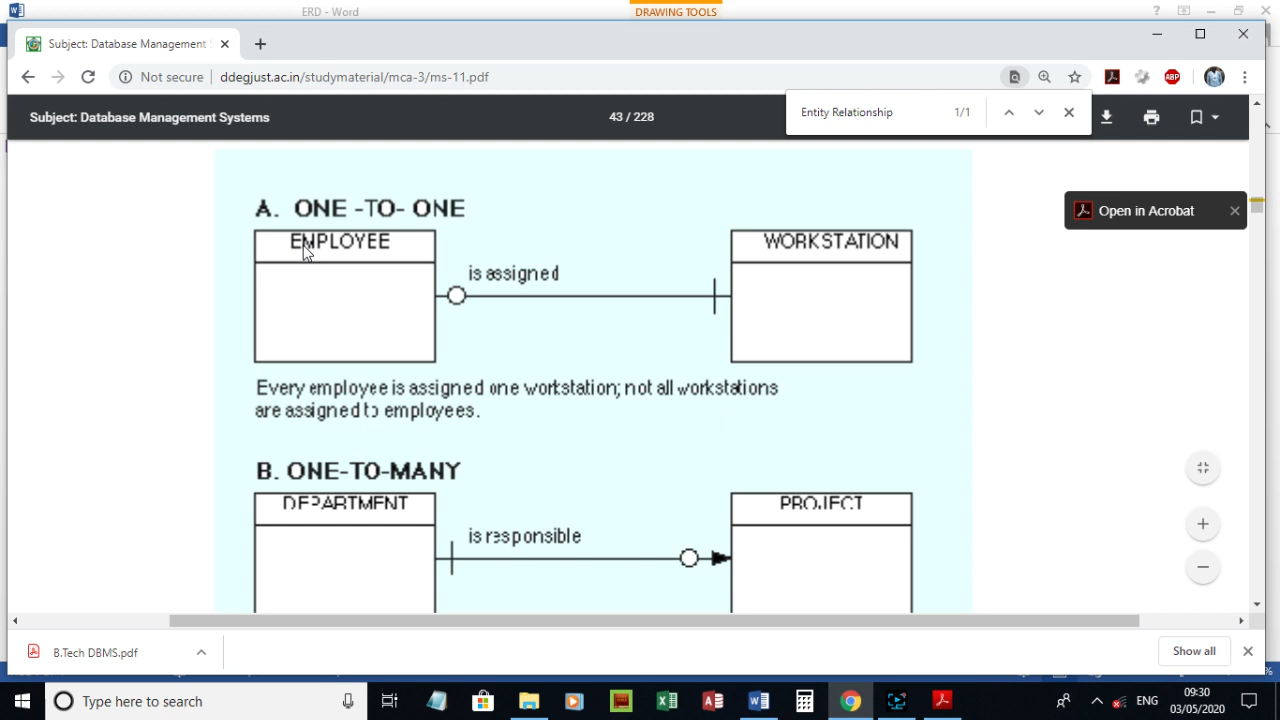 ERD - Word
DRAWING TOOLS
Subject: Database Management S
Not secure
ddegjust.ac.in/studymaterial/mca-3/ms-11.pdf
ABP
Subject: Database Management Systems
43 / 228
Entity Relationship
1/1
Open in Acrobat
A. ONE -TO- ONE
EMPLOYEE
WORKSTATION
is assigned
Every employee is assigned one workstation; not all workstations
are assigned to employees.
B. ONE-TO-MANY
DEPARTMENT
PROJECT
is responsible
B.Tech DBMS.pdf
Show all
Type here to search
ENG
09:30
03/05/2020